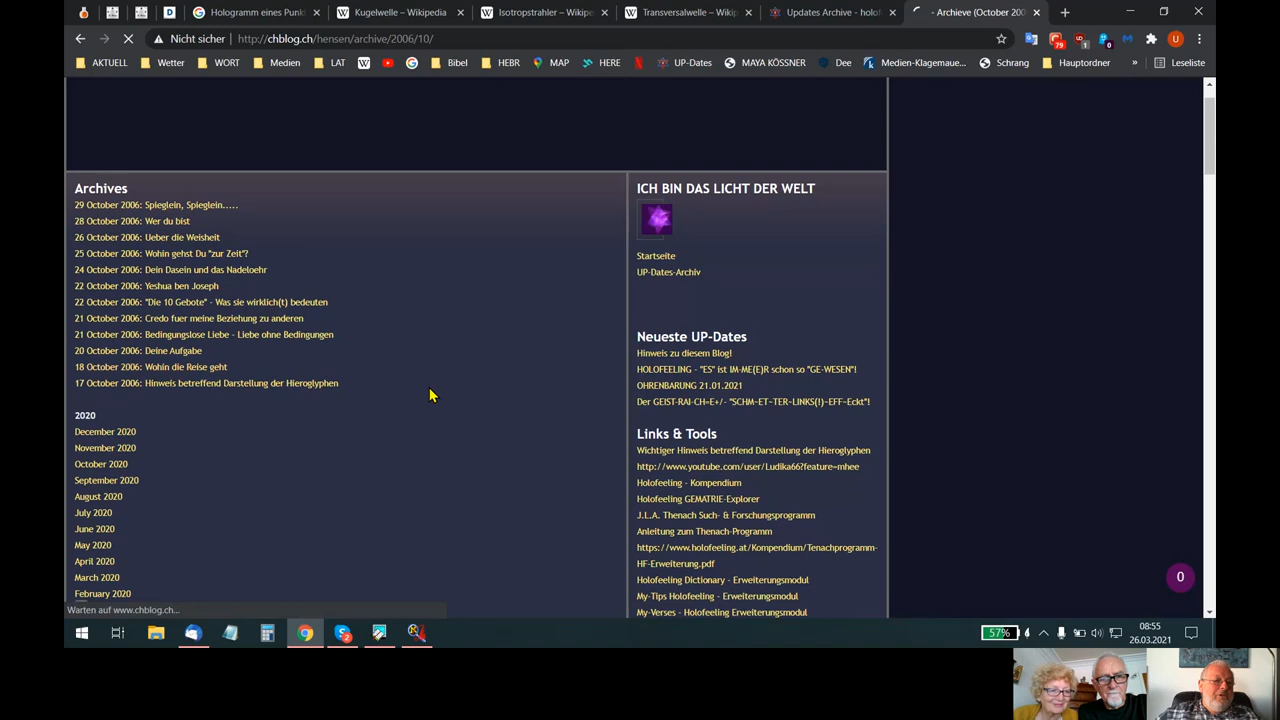 Hologramm eines Punkt
Kugelwelle – Wikipedia
Isotropstrahler – Wikipe
Transversalwelle – Wikipe
Updates Archive - holof
- Archieve (October 200
Nicht sicher http://chblog.ch/hensen/archive/2006/10/
79 1 0 U
AKTUELL Wetter WORT Medien LAT Bibel HEBR MAP HERE UP-Dates MAYA KÖSSNER Dee Medien-Klagemaue... Schrang Hauptordner » Leseliste
Archives
29 October 2006: Spieglein, Spieglein.....
28 October 2006: Wer du bist
26 October 2006: Ueber die Weisheit
25 October 2006: Wohin gehst Du "zur Zeit"?
24 October 2006: Dein Dasein und das Nadeloehr
22 October 2006: Yeshua ben Joseph
22 October 2006: "Die 10 Gebote" - Was sie wirklich(t) bedeuten
21 October 2006: Credo fuer meine Beziehung zu anderen
21 October 2006: Bedingungslose Liebe - Liebe ohne Bedingungen
20 October 2006: Deine Aufgabe
18 October 2006: Wohin die Reise geht
17 October 2006: Hinweis betreffend Darstellung der Hieroglyphen
2020
December 2020
November 2020
October 2020
September 2020
August 2020
July 2020
June 2020
May 2020
April 2020
March 2020
February 2020
ICH BIN DAS LICHT DER WELT
Startseite
UP-Dates-Archiv
Neueste UP-Dates
Hinweis zu diesem Blog!
HOLOFEELING - "ES" ist IM-ME(E)R schon so "GE-WESEN"!
OHRENBARUNG 21.01.2021
Der GEIST-RAI-CH=E+/- "SCHM-ET-TER-LINKS(!)-EFF-Eckt"!
Links & Tools
Wichtiger Hinweis betreffend Darstellung der Hieroglyphen
http://www.youtube.com/user/Ludika66?feature=mhee
Holofeeling - Kompendium
Holofeeling GEMATRIE-Explorer
J.L.A. Thenach Such- & Forschungsprogramm
Anleitung zum Thenach-Programm
https://www.holofeeling.at/Kompendium/Tenachprogramm-
HF-Erweiterung.pdf
Holofeeling Dictionary - Erweiterungsmodul
My-Tips Holofeeling - Erweiterungsmodul
My-Verses - Holofeeling Erweiterungsmodul
0
Warten auf www.chblog.ch...
57%
08:55
26.03.2021